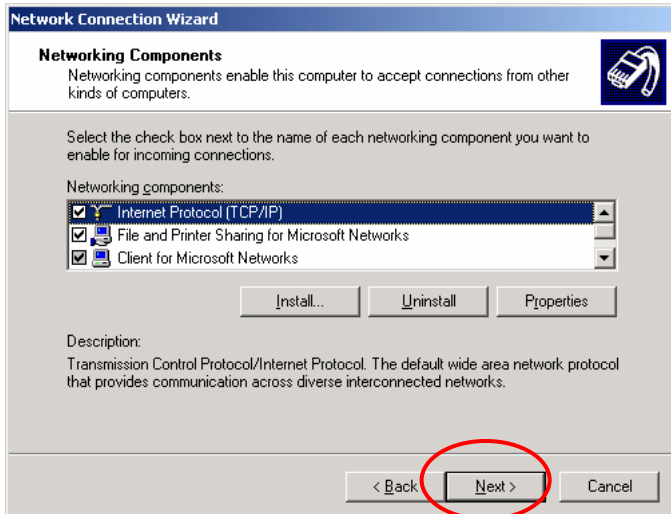 Network Connection Wizard
Networking Components
Networking components enable this computer to accept connections from other
kinds of computers.
Select the check box next to the name of each networking component you want to
enable for incoming connections.
Networking components:
Internet Protocol (TCP/IP)
File and Printer Sharing for Microsoft Networks
Client for Microsoft Networks
Install... Uninstall Properties
Description:
Transmission Control Protocol/Internet Protocol. The default wide area network protocol
that provides communication across diverse interconnected networks.
< Back Next > Cancel